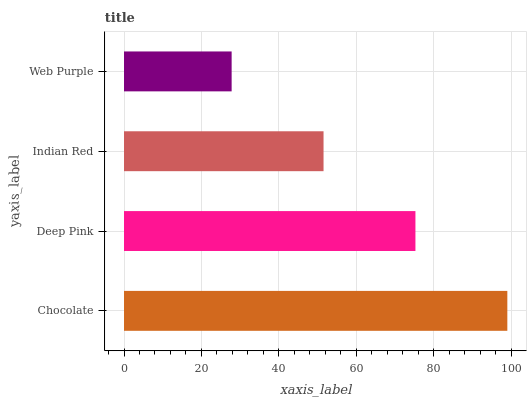 title
Web Purple
Indian Red
Deep Pink
Chocolate
yaxis_label
0 20 40 60 80 100
xaxis_label